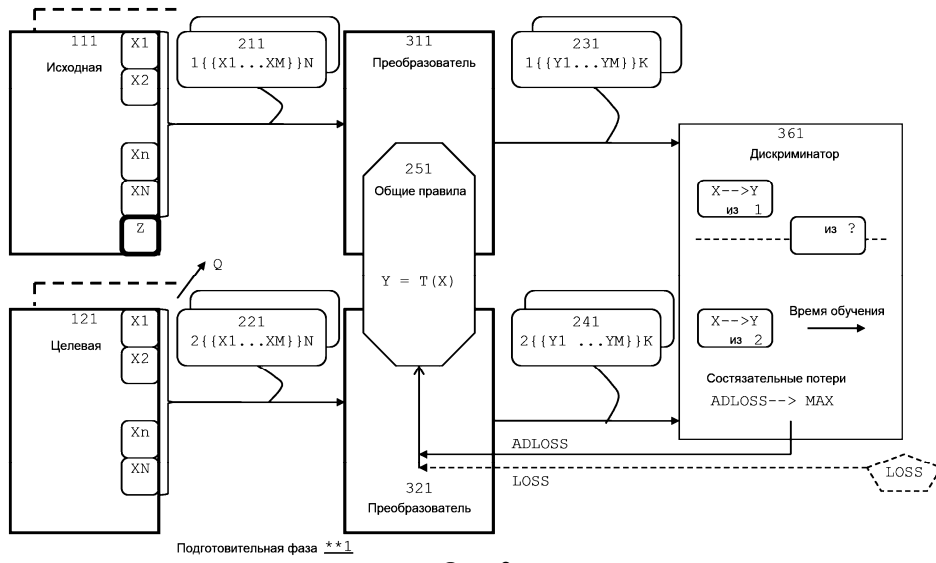 111
Исходная
X1
X2
Xn
XN
Z
211
1{{X1...XM}}N
311
Преобразователь
231
1{{Y1...YM}}K
361
Дискриминатор
X-->Y
из 1
из ?
251
Общие правила
Y = T(X)
Q
121
Целевая
X1
X2
Xn
XN
221
2{{X1...XM}}N
241
2{{Y1 ...YM}}K
X-->Y
из 2
Время обучения
Состязательные потери
ADLOSS--> MAX
ADLOSS
LOSS
LOSS
321
Преобразователь
Подготовительная фаза **1